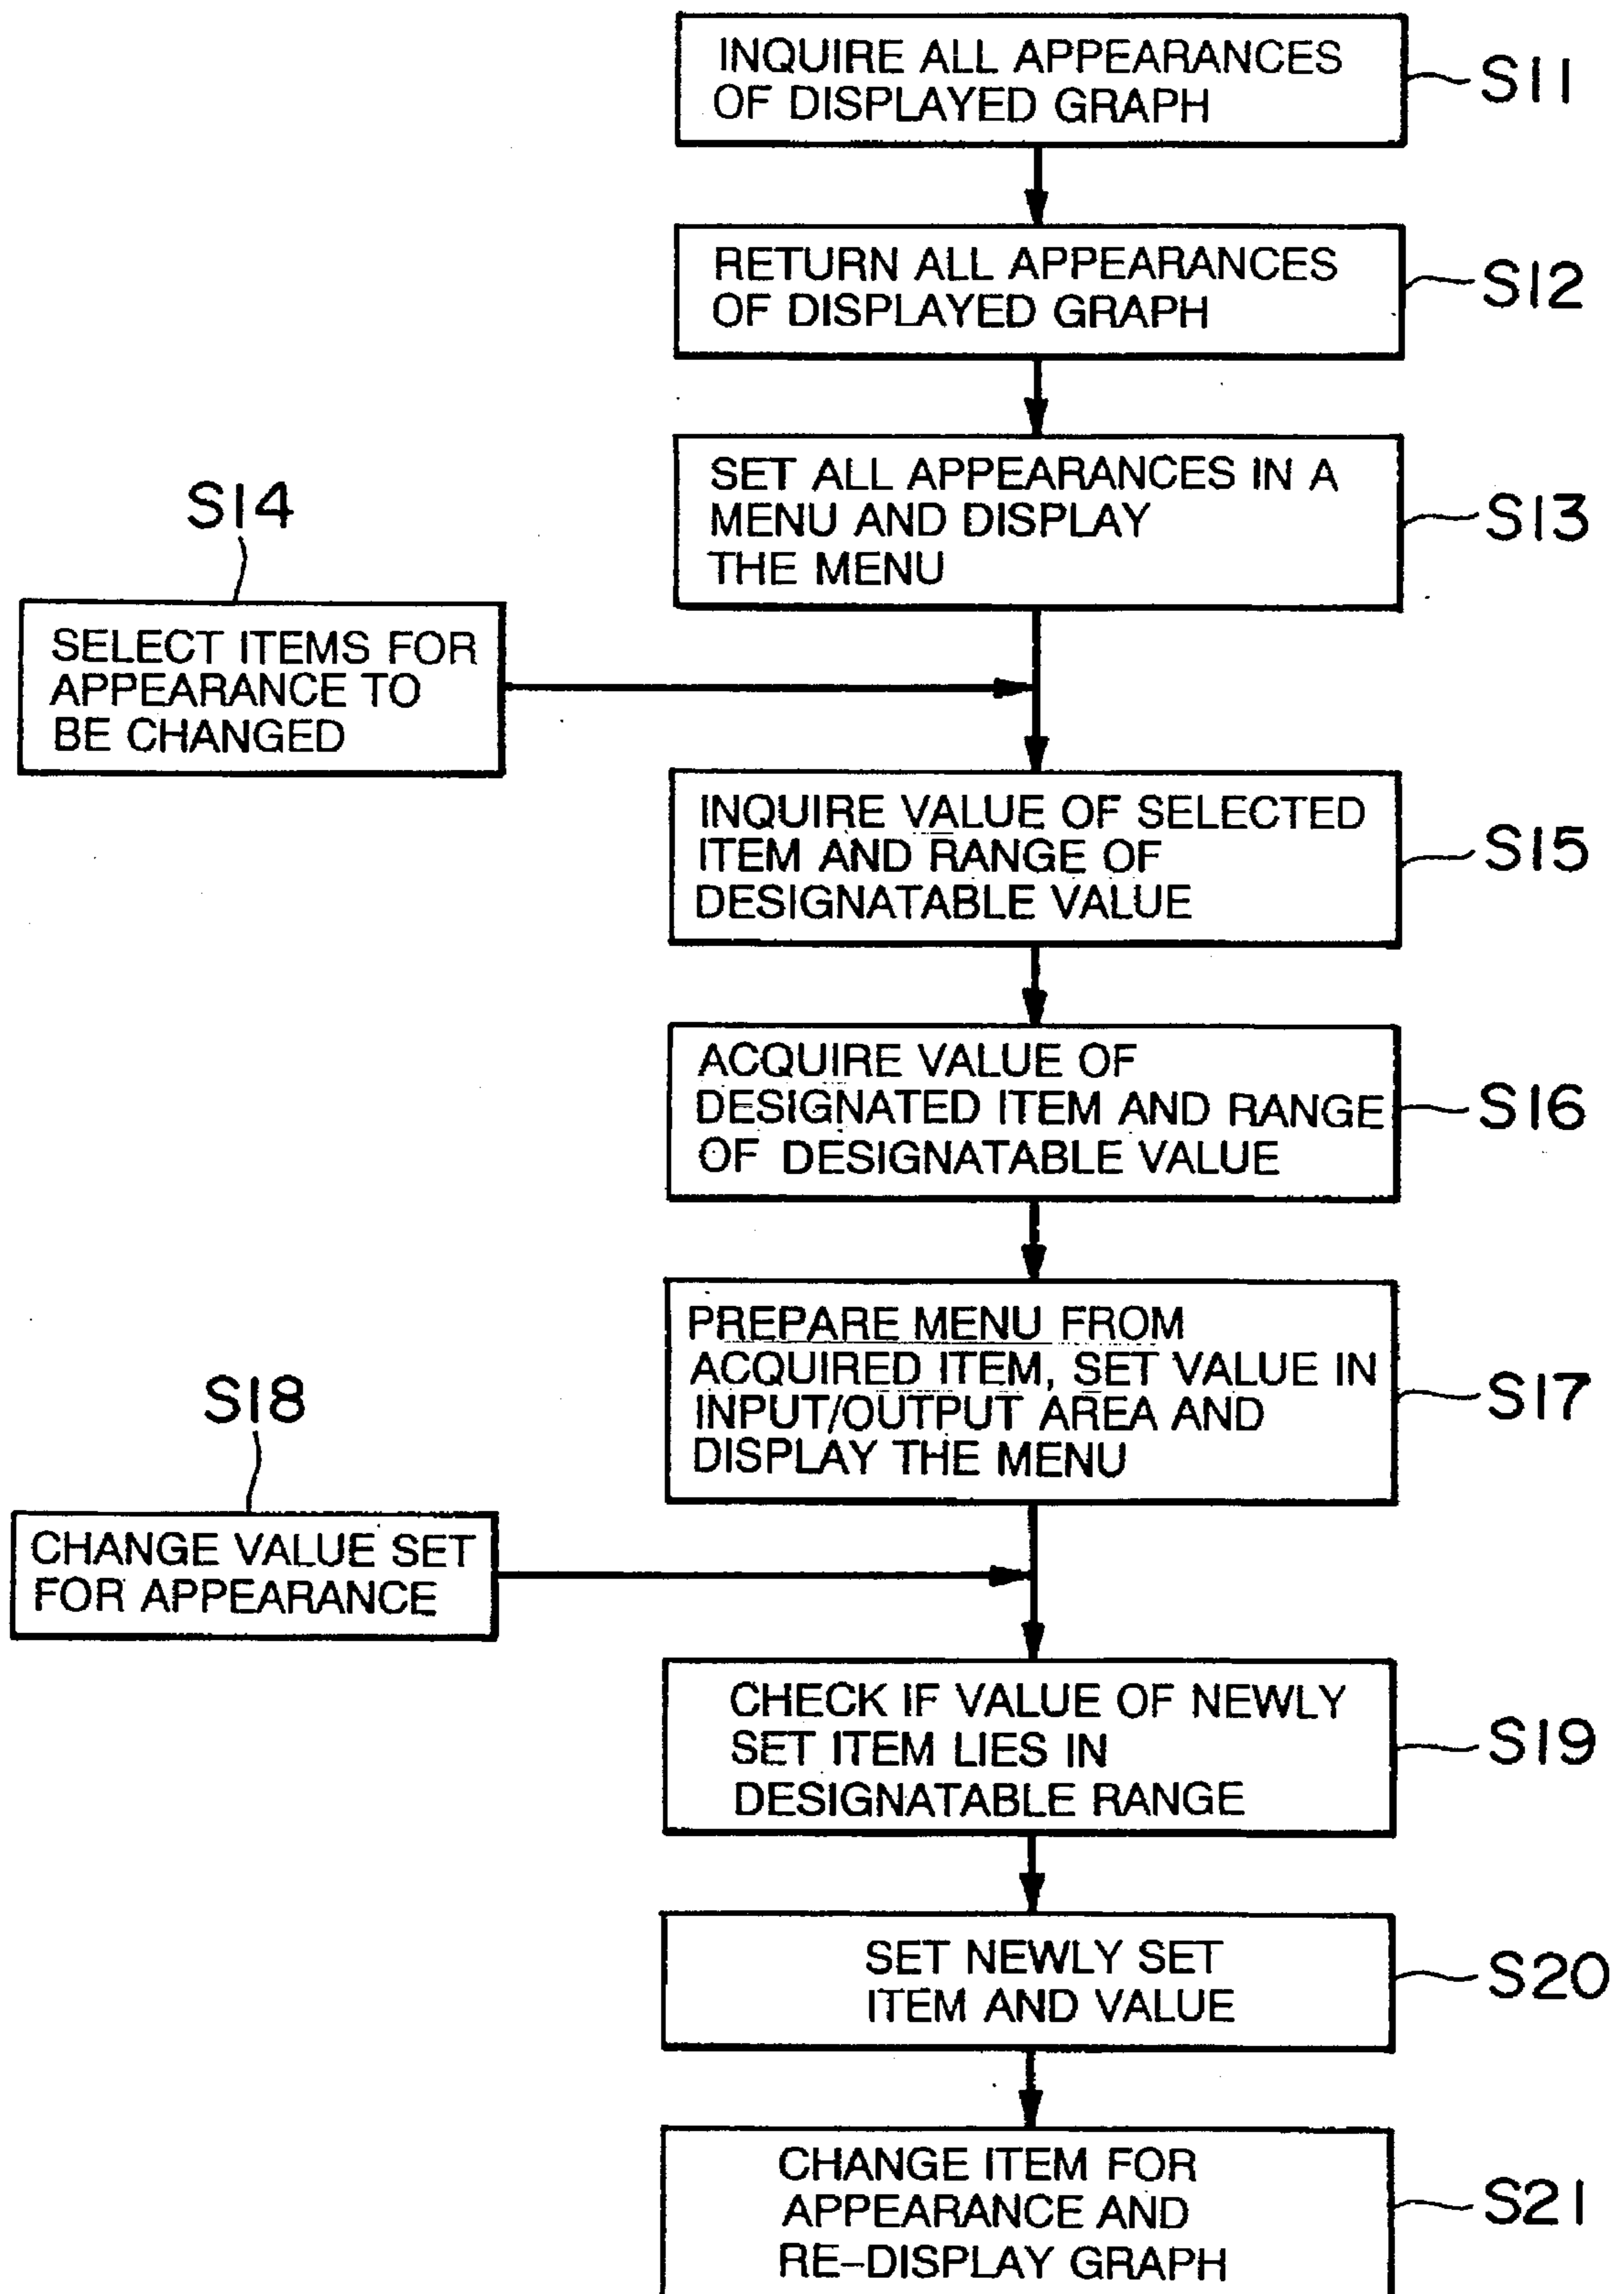 INQUIRE ALL APPEARANCES
OF DISPLAYED GRAPH
S11
RETURN ALL APPEARANCES
OF DISPLAYED GRAPH
S12
SET ALL APPEARANCES IN A
MENU AND DISPLAY
THE MENU
S13
S14
SELECT ITEMS FOR
APPEARANCE TO
BE CHANGED
INQUIRE VALUE OF SELECTED
ITEM AND RANGE OF
DESIGNATABLE VALUE
S15
ACQUIRE VALUE OF
DESIGNATED ITEM AND RANGE
OF DESIGNATABLE VALUE
S16
PREPARE MENU FROM
ACQUIRED ITEM, SET VALUE IN
INPUT/OUTPUT AREA AND
DISPLAY THE MENU
S17
S18
CHANGE VALUE SET
FOR APPEARANCE
CHECK IF VALUE OF NEWLY
SET ITEM LIES IN
DESIGNATABLE RANGE
S19
SET NEWLY SET
ITEM AND VALUE
S20
CHANGE ITEM FOR
APPEARANCE AND
RE-DISPLAY GRAPH
S21